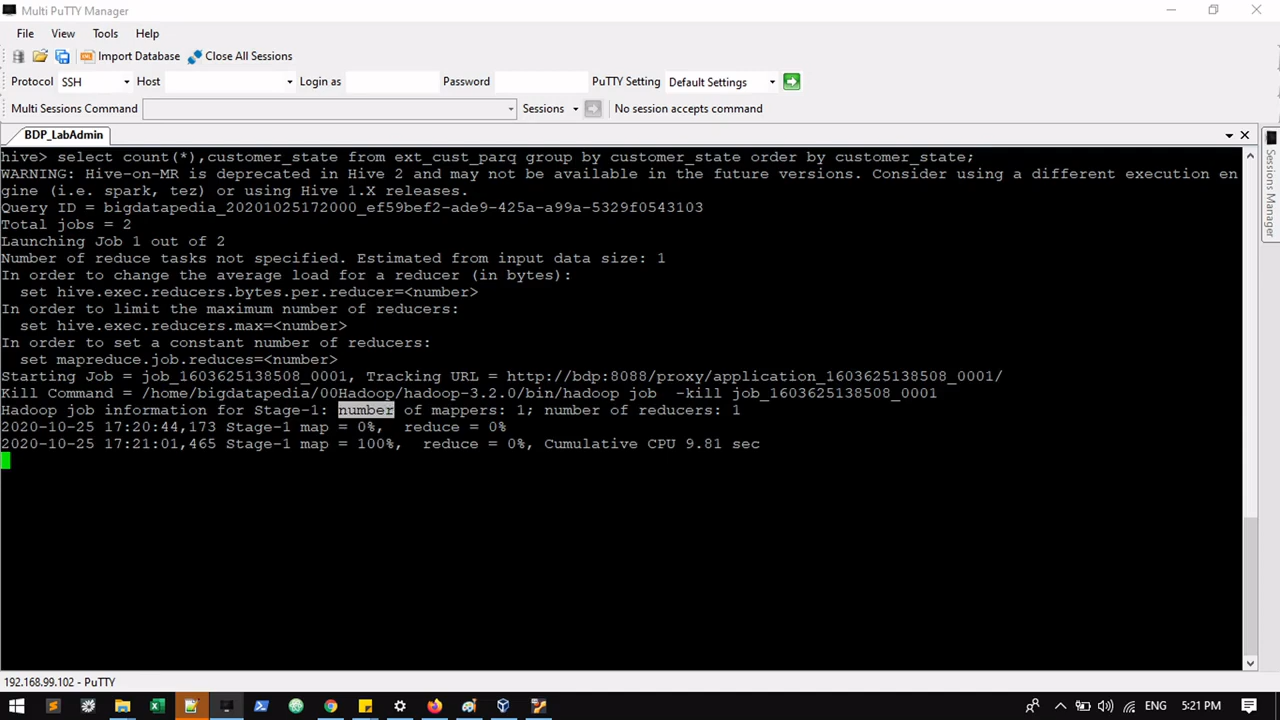 Multi PuTTY Manager
File View Tools Help
Import Database Close All Sessions
Protocol SSH Host Login as Password PuTTY Setting Default Settings
Multi Sessions Command Sessions No session accepts command
BDP_LabAdmin
Sessions Manager
hive> select count(*),customer_state from ext_cust_parq group by customer_state order by customer_state;
WARNING: Hive-on-MR is deprecated in Hive 2 and may not be available in the future versions. Consider using a different execution en
gine (i.e. spark, tez) or using Hive 1.X releases.
Query ID = bigdatapedia_20201025172000_ef59bef2-ade9-425a-a99a-5329f0543103
Total jobs = 2
Launching Job 1 out of 2
Number of reduce tasks not specified. Estimated from input data size: 1
In order to change the average load for a reducer (in bytes):
  set hive.exec.reducers.bytes.per.reducer=<number>
In order to limit the maximum number of reducers:
  set hive.exec.reducers.max=<number>
In order to set a constant number of reducers:
  set mapreduce.job.reduces=<number>
Starting Job = job_1603625138508_0001, Tracking URL = http://bdp:8088/proxy/application_1603625138508_0001/
Kill Command = /home/bigdatapedia/00Hadoop/hadoop-3.2.0/bin/hadoop job  -kill job_1603625138508_0001
Hadoop job information for Stage-1: number of mappers: 1; number of reducers: 1
2020-10-25 17:20:44,173 Stage-1 map = 0%,  reduce = 0%
2020-10-25 17:21:01,465 Stage-1 map = 100%,  reduce = 0%, Cumulative CPU 9.81 sec
192.168.99.102 - PuTTY
ENG 5:21 PM